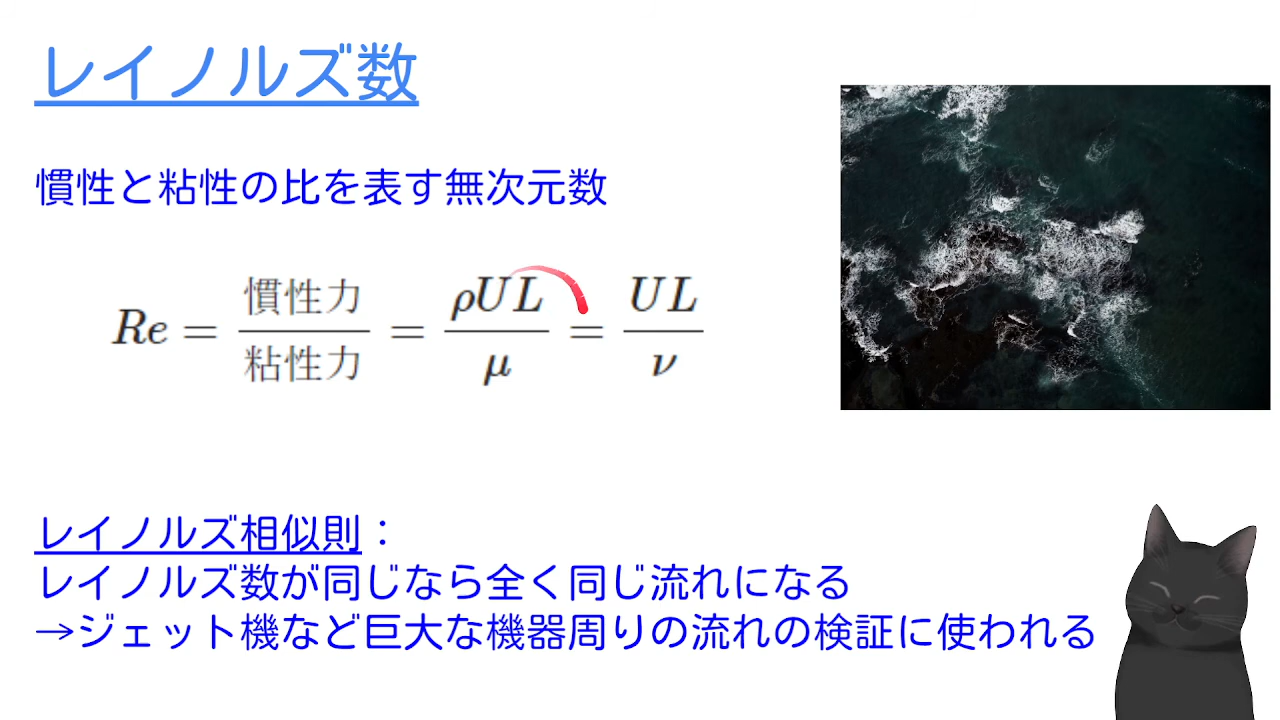 レイノルズ数
慣性と粘性の比を表す無次元数
Re = 慣性力/粘性力 = ρUL/μ = UL/ν
レイノルズ相似則：
レイノルズ数が同じなら全く同じ流れになる
→ジェット機など巨大な機器周りの流れの検証に使われる